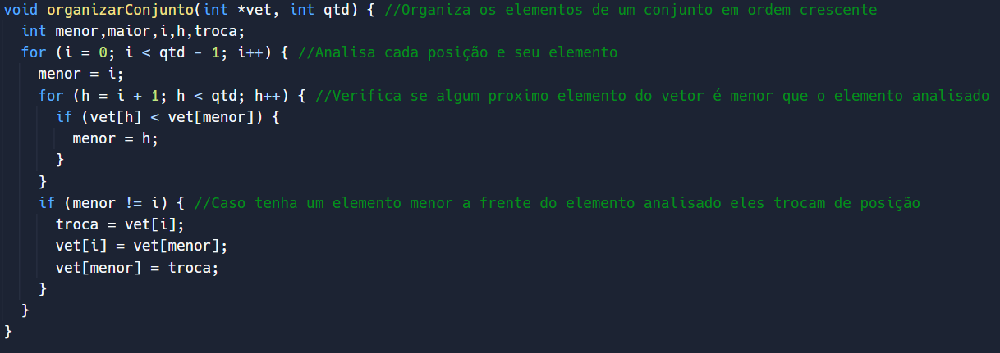 void organizarConjunto(int *vet, int qtd) { //Organiza os elementos de um conjunto em ordem crescente
  int menor,maior,i,h,troca;
  for (i = 0; i < qtd - 1; i++) { //Analisa cada posição e seu elemento
    menor = i;
    for (h = i + 1; h < qtd; h++) { //Verifica se algum proximo elemento do vetor é menor que o elemento analisado
      if (vet[h] < vet[menor]) {
        menor = h;
      }
    }
    if (menor != i) { //Caso tenha um elemento menor a frente do elemento analisado eles trocam de posição
      troca = vet[i];
      vet[i] = vet[menor];
      vet[menor] = troca;
    }
  }
}